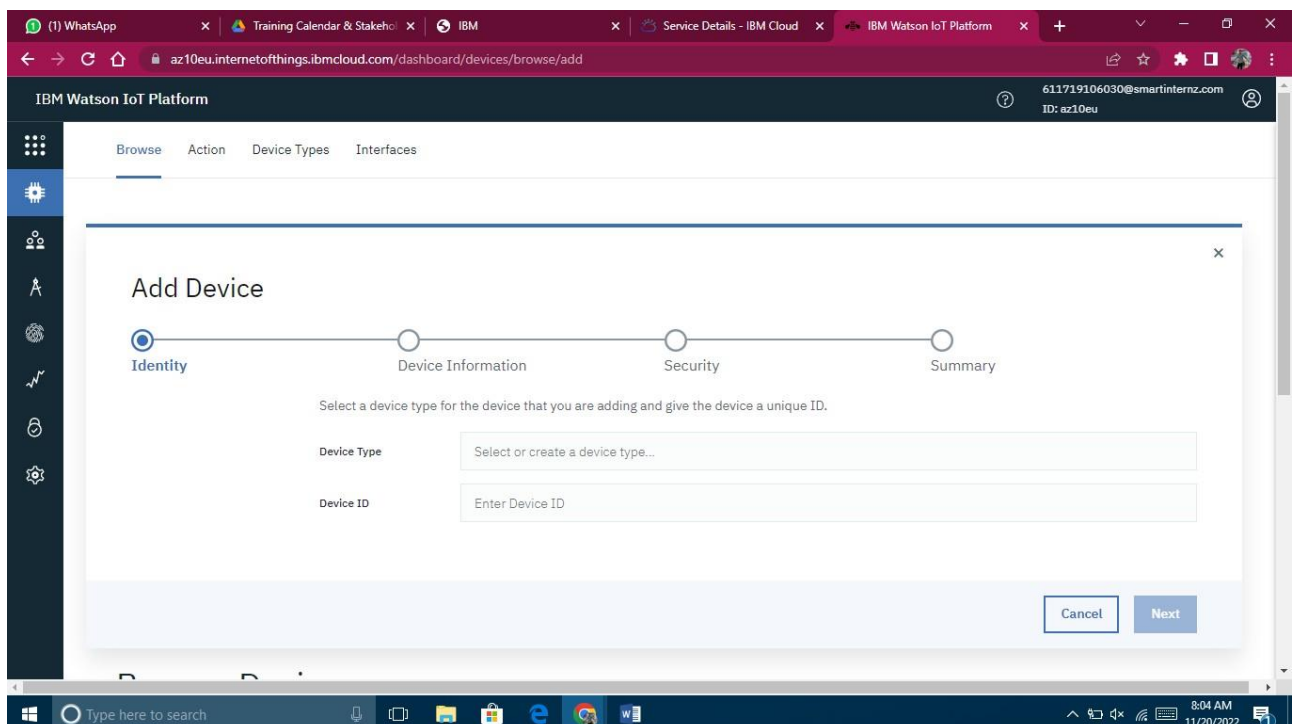 (1) WhatsApp
Training Calendar & Stakehol
IBM
Service Details - IBM Cloud
IBM Watson IoT Platform
az10eu.internetofthings.ibmcloud.com/dashboard/devices/browse/add
IBM Watson IoT Platform
611719106030@smartinternz.com
ID: az10eu
Browse Action Device Types Interfaces
Add Device
Identity Device Information Security Summary
Select a device type for the device that you are adding and give the device a unique ID.
Device Type Select or create a device type...
Device ID Enter Device ID
Cancel Next
Type here to search
8:04 AM
11/20/2022